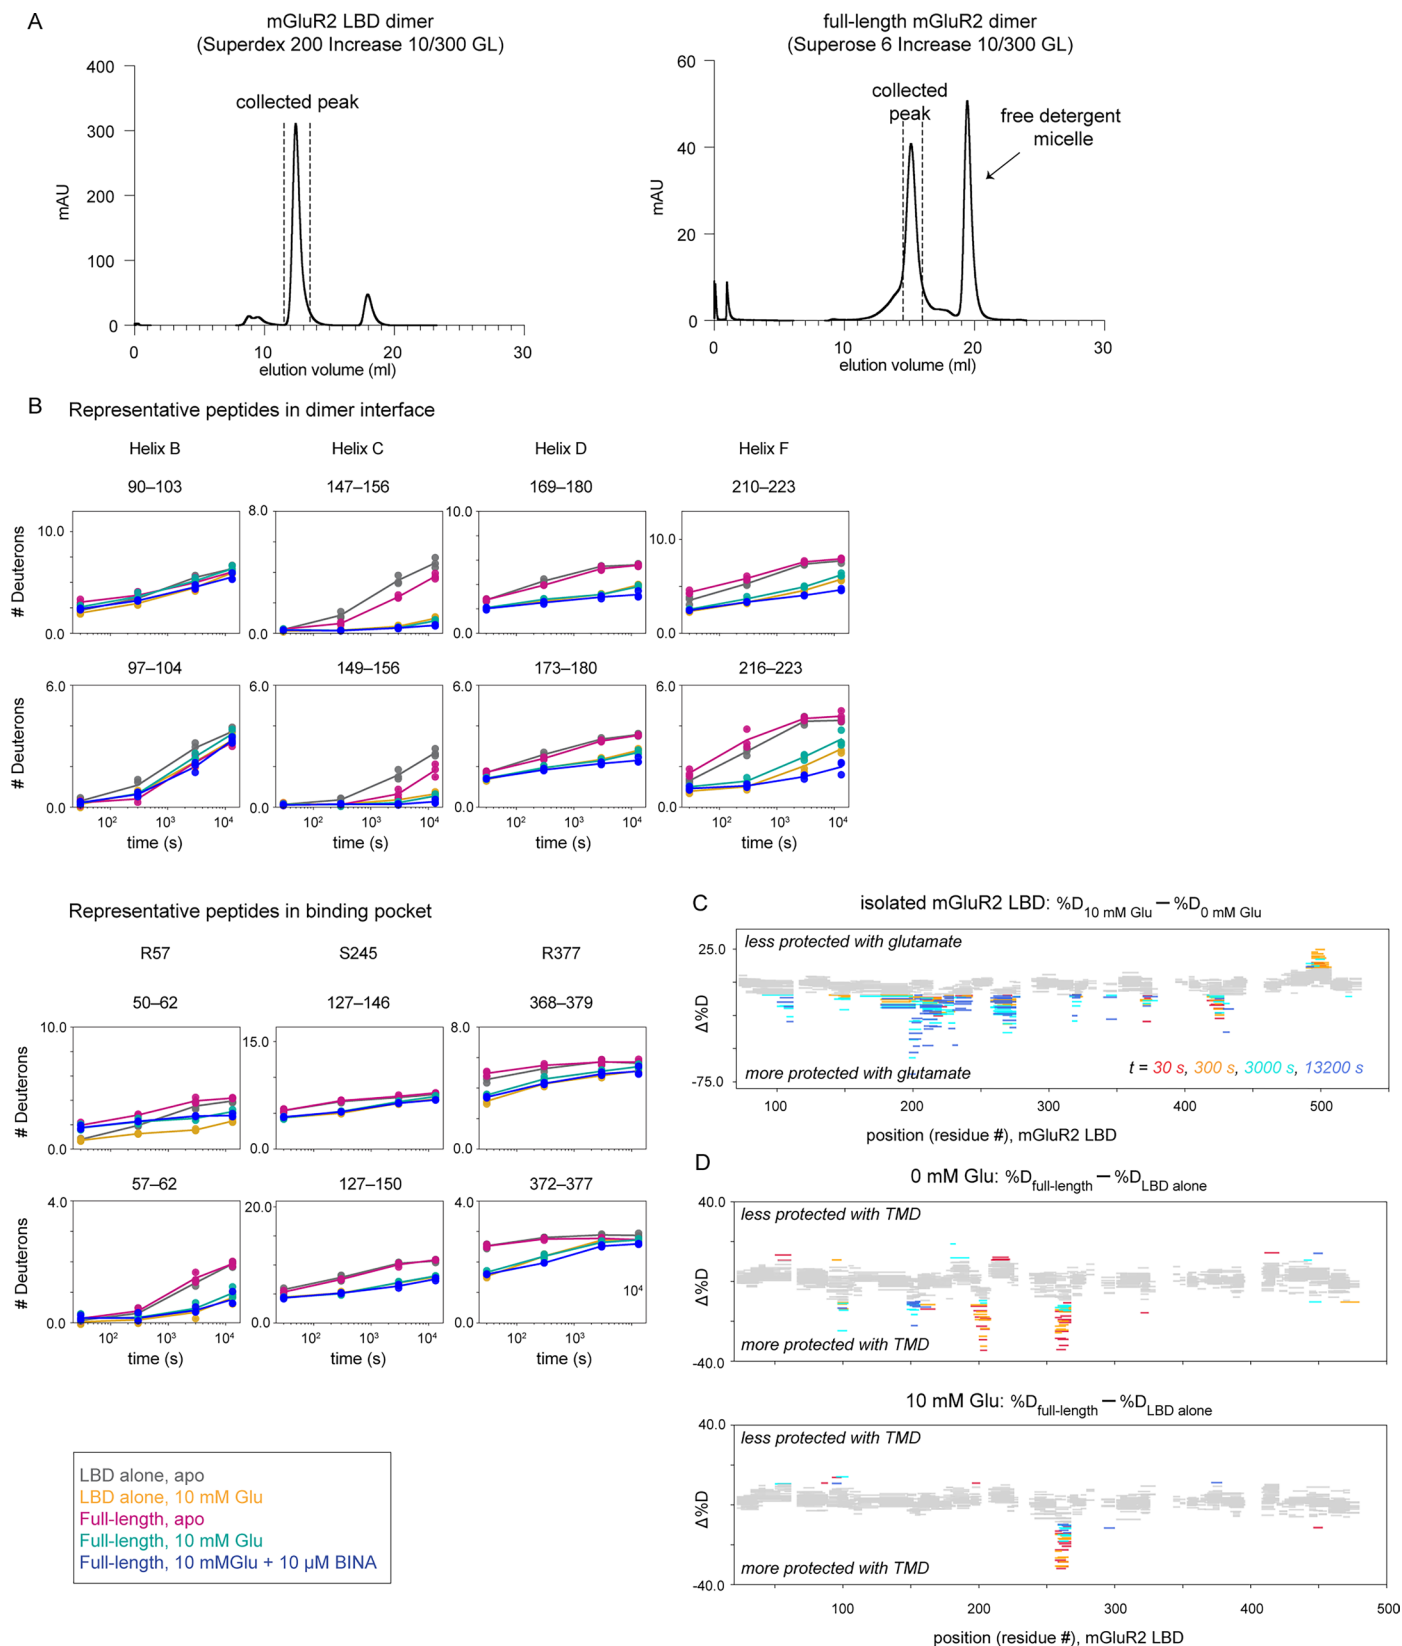 A
mGluR2 LBD dimer
(Superdex 200 Increase 10/300 GL)
400
300
200
100
0
mAU
collected peak
0
10
20
30
elution volume (ml)
full-length mGluR2 dimer
(Superose 6 Increase 10/300 GL)
60
40
20
0
mAU
collected
peak
free detergent
micelle
0
10
20
30
elution volume (ml)
B
Representative peptides in dimer interface
Helix B
Helix C
Helix D
Helix F
90–103
147–156
169–180
210–223
# Deuterons
10.0
0.0
8.0
0.0
10.0
0.0
10.0
0.0
97–104
149–156
173–180
216–223
# Deuterons
6.0
0.0
6.0
0.0
6.0
0.0
6.0
0.0
10² 10³ 10⁴
10² 10³ 10⁴
10² 10³ 10⁴
10² 10³ 10⁴
time (s)
time (s)
time (s)
time (s)
Representative peptides in binding pocket
R57
S245
R377
50–62
127–146
368–379
# Deuterons
10.0
0.0
15.0
0.0
8.0
0.0
57–62
127–150
372–377
# Deuterons
4.0
0.0
20.0
0.0
4.0
0.0
10⁴
10² 10³ 10⁴
10² 10³ 10⁴
10² 10³
time (s)
time (s)
time (s)
LBD alone, apo
LBD alone, 10 mM Glu
Full-length, apo
Full-length, 10 mM Glu
Full-length, 10 mMGlu + 10 µM BINA
C
isolated mGluR2 LBD: %D10 mM Glu – %D0 mM Glu
less protected with glutamate
25.0
Δ%D
-75.0
more protected with glutamate
t = 30 s, 300 s, 3000 s, 13200 s
100
200
300
400
500
position (residue #), mGluR2 LBD
D
0 mM Glu: %Dfull-length – %DLBD alone
40.0
less protected with TMD
Δ%D
more protected with TMD
-40.0
10 mM Glu: %Dfull-length – %DLBD alone
40.0
less protected with TMD
Δ%D
more protected with TMD
-40.0
100
200
300
400
500
position (residue #), mGluR2 LBD